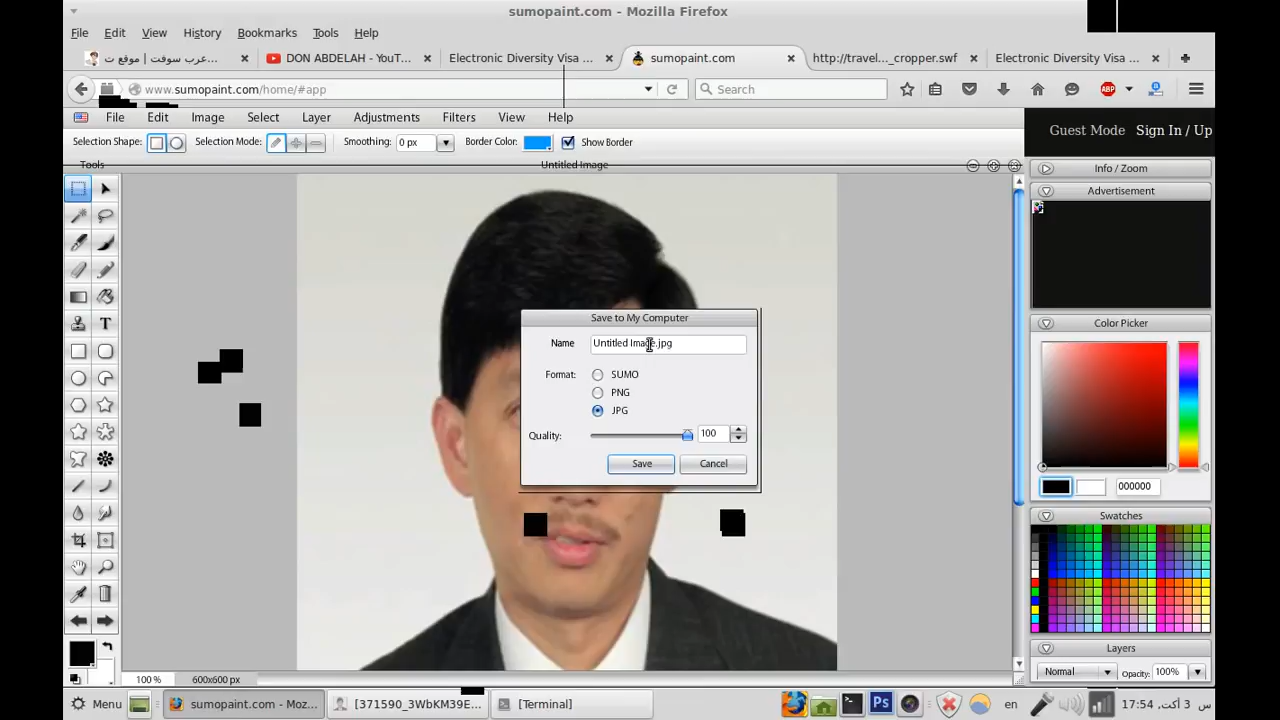 sumopaint.com - Mozilla Firefox
File Edit View History Bookmarks Tools Help
عرب سوفت | موقع ت... DON ABDELAH - YouT... Electronic Diversity Visa ... sumopaint.com http://travel..._cropper.swf Electronic Diversity Visa ...
www.sumopaint.com/home/#app Search
File Edit Image Select Layer Adjustments Filters View Help
Guest Mode Sign In / Up
Selection Shape: Selection Mode: Smoothing: 0 px Border Color: Show Border
Tools Untitled Image Info / Zoom
Advertisement
Save to My Computer
Name Untitled Image.jpg
Format: SUMO
PNG
JPG
Quality: 100
Save Cancel
Color Picker
000000
Swatches
Layers
Normal Opacity: 100%
100 % 600x600 px
Menu sumopaint.com - Moz... [371590_3WbKM39E... [Terminal] en س 3 أكت, 17:54